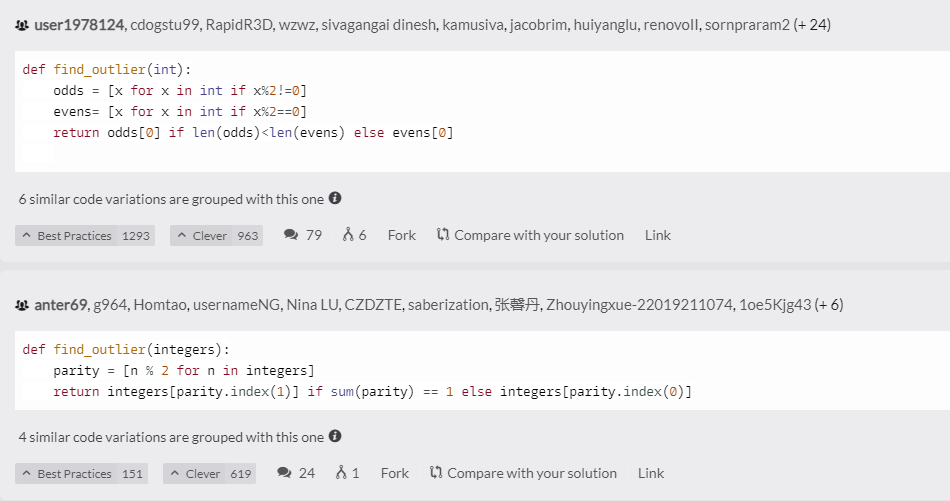 user1978124, cdogstu99, RapidR3D, wzwz, sivagangai dinesh, kamusiva, jacobrim, huiyanglu, renovoII, sornpraram2 (+ 24)
def find_outlier(int):
    odds = [x for x in int if x%2!=0]
    evens= [x for x in int if x%2==0]
    return odds[0] if len(odds)<len(evens) else evens[0]
6 similar code variations are grouped with this one
Best Practices 1293 Clever 963 79 6 Fork Compare with your solution Link
anter69, g964, Homtao, usernameNG, Nina LU, CZDZTE, saberization, 张馨丹, Zhouyingxue-22019211074, 1oe5Kjg43 (+ 6)
def find_outlier(integers):
    parity = [n % 2 for n in integers]
    return integers[parity.index(1)] if sum(parity) == 1 else integers[parity.index(0)]
4 similar code variations are grouped with this one
Best Practices 151 Clever 619 24 1 Fork Compare with your solution Link